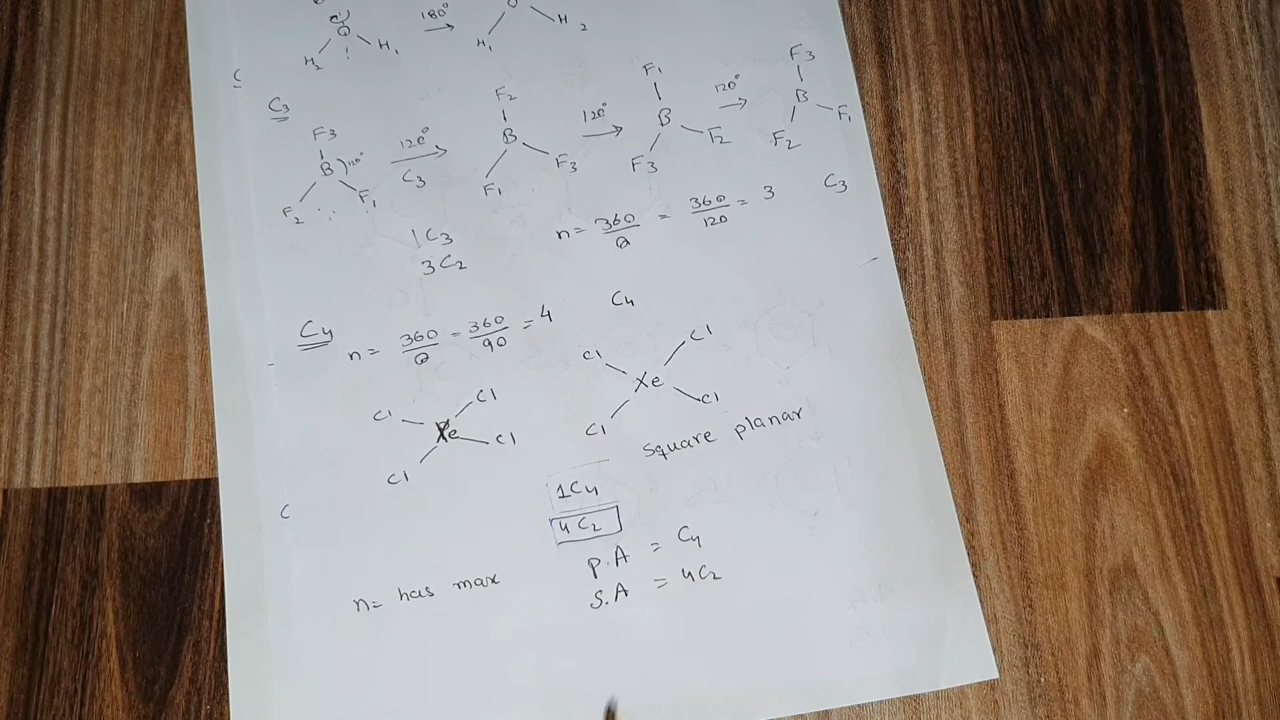 180°
O
H2 H1
H1 H2
C
C3
F3
B 120°
F2 F1
120°
C3
F2
B
F1 F3
120°
F1
B
F3 F2
120°
F3
B
F2 F1
1C3
3C2
n = 360/θ = 360/120 = 3 C3
C4
n = 360/θ = 360/90 = 4 C4
Cl Cl
Xe
Cl Cl
Cl Cl
Xe
Cl Cl
Square planar
1C4
4C2
C
P.A = C4
n = has max
S.A = 4C2